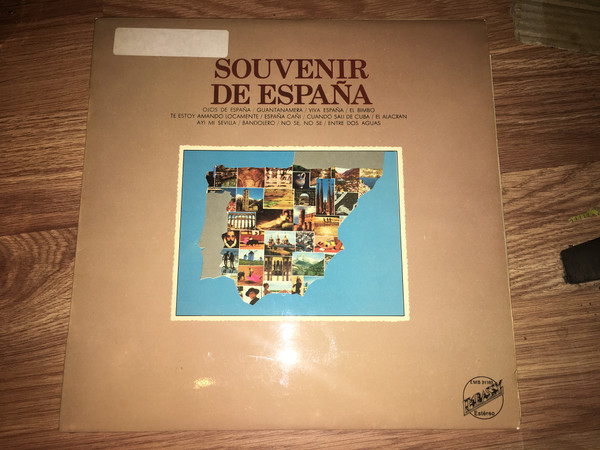 SOUVENIR
DE ESPAÑA
OJOS DE ESPAÑA / GUANTANAMERA / VIVA ESPAÑA / EL BIMBO
TE ESTOY AMANDO LOCAMENTE / ESPAÑA CAÑI / CUANDO SALI DE CUBA / EL ALACRAN
AYI MI SEVILLA / BANDOLERO / NO SE, NO SE / ENTRE DOS AGUAS
Estéreo